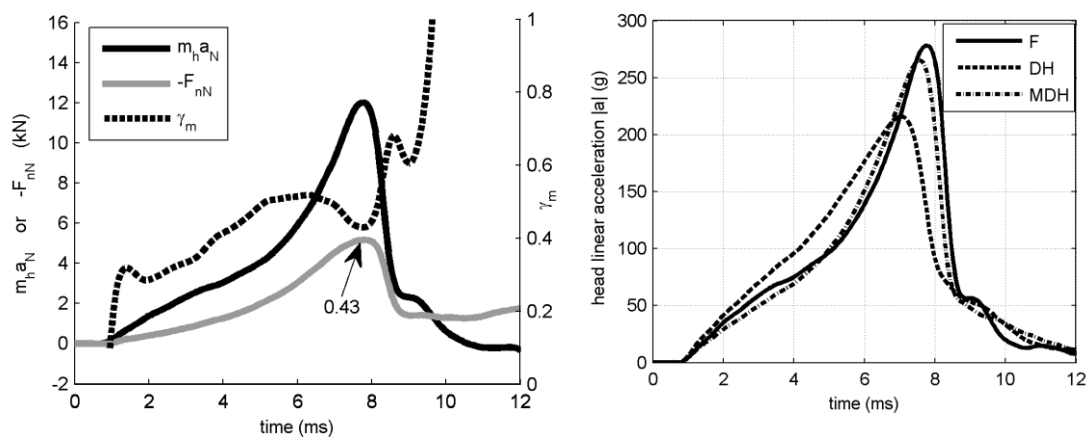 m_h a_N or -F_nN (kN)
16
14
12
10
8
6
4
2
0
-2
m_h a_N
-F_nN
γ_m
0.43
1
0.8
0.6
0.4
0.2
0
γ_m
0 2 4 6 8 10 12
time (ms)
head linear acceleration |a| (g)
300
250
200
150
100
50
0
F
DH
MDH
0 2 4 6 8 10 12
time (ms)